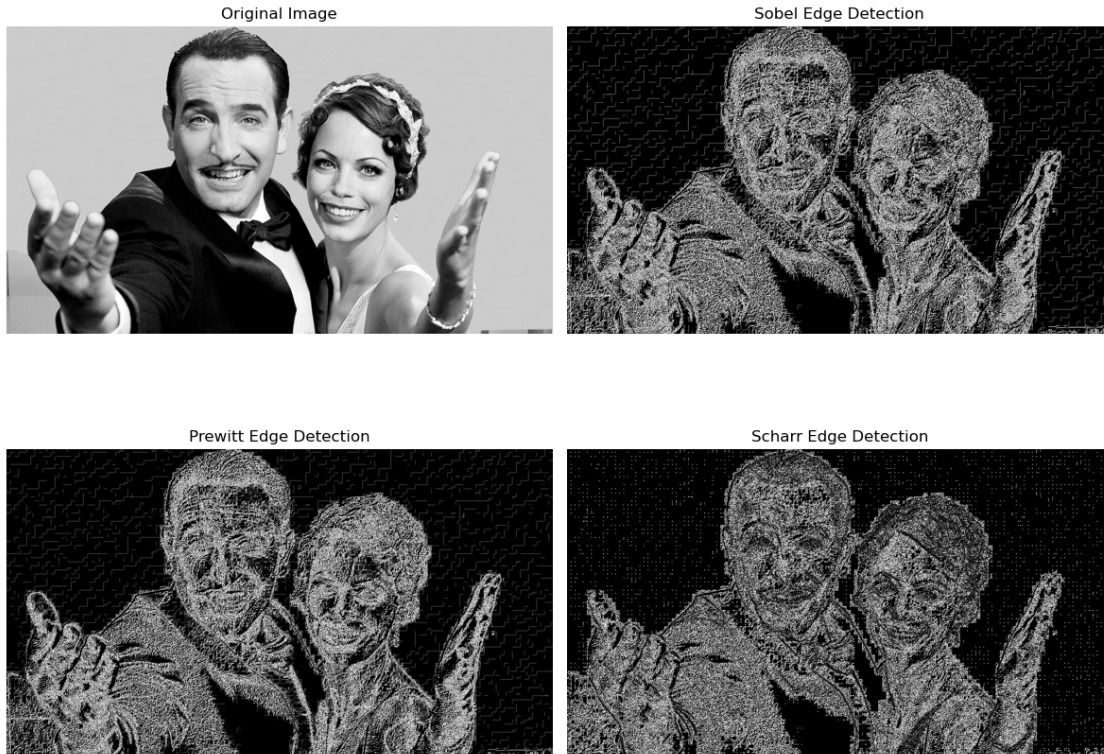 Original Image
Sobel Edge Detection
Prewitt Edge Detection
Scharr Edge Detection